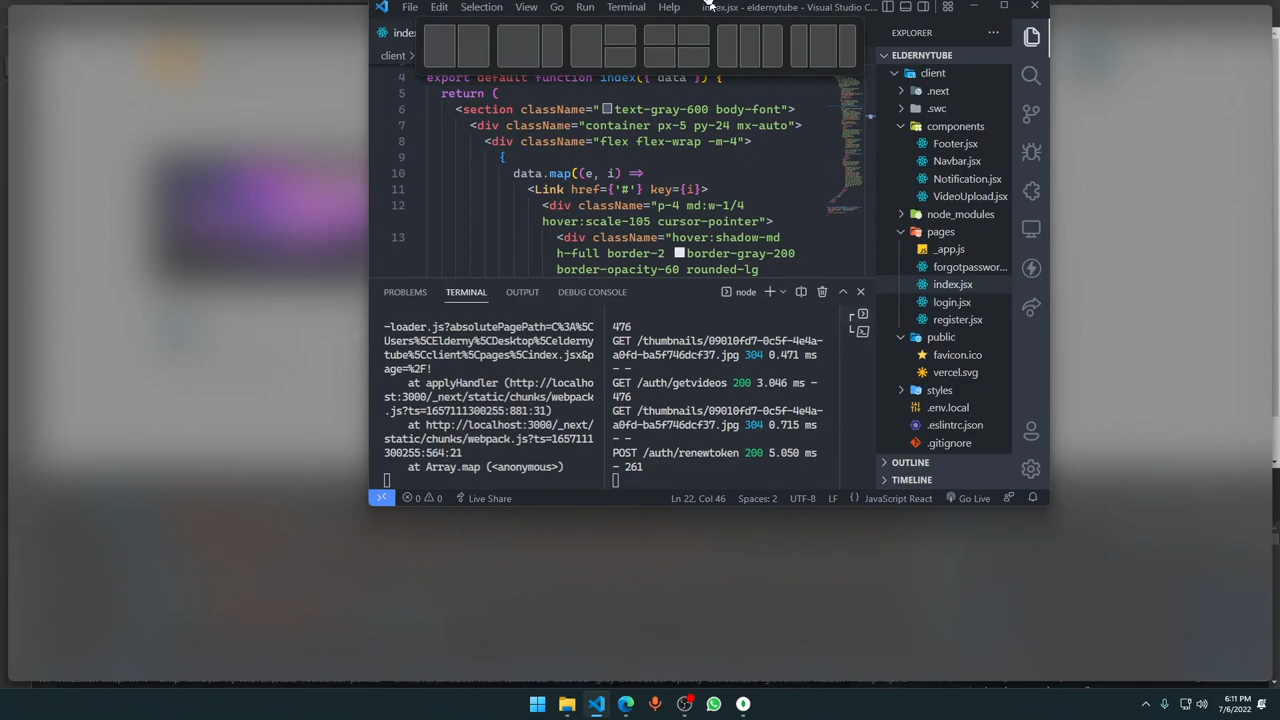 File Edit Selection View Go Run Terminal Help index.jsx - eldernytube - Visual Studio C...
index
client
4 export default function index({ data }) {
5 return (
6 <section className="text-gray-600 body-font">
7 <div className="container px-5 py-24 mx-auto">
8 <div className="flex flex-wrap -m-4">
9 {
10 data.map((e, i) =>
11 <Link href={'#'} key={i}>
12 <div className="p-4 md:w-1/4
hover:scale-105 cursor-pointer">
13 <div className="hover:shadow-md
h-full border-2 border-gray-200
border-opacity-60 rounded-lg
PROBLEMS TERMINAL OUTPUT DEBUG CONSOLE node
-loader.js?absolutePagePath=C%3A%5C
Users%5CElderny%5CDesktop%5Celderny
tube%5Cclient%5Cpages%5Cindex.jsx&p
age=%2F!
at applyHandler (http://localho
st:3000/_next/static/chunks/webpack
.js?ts=1657111300255:881:31)
at http://localhost:3000/_next/
static/chunks/webpack.js?ts=1657111
300255:564:21
at Array.map (<anonymous>)
476
GET /thumbnails/09010fd7-0c5f-4e4a-
a0fd-ba5f746dcf37.jpg 304 0.471 ms
- -
GET /auth/getvideos 200 3.046 ms -
476
GET /thumbnails/09010fd7-0c5f-4e4a-
a0fd-ba5f746dcf37.jpg 304 0.715 ms
- -
POST /auth/renewtoken 200 5.050 ms
- 261
EXPLORER
ELDERNYTUBE
client
.next
.swc
components
Footer.jsx
Navbar.jsx
Notification.jsx
VideoUpload.jsx
node_modules
pages
_app.js
forgotpasswor...
index.jsx
login.jsx
register.jsx
public
favicon.ico
vercel.svg
styles
.env.local
.eslintrc.json
.gitignore
OUTLINE
TIMELINE
0 0 Live Share Ln 22, Col 46 Spaces: 2 UTF-8 LF {} JavaScript React Go Live
6:11 PM
7/6/2022